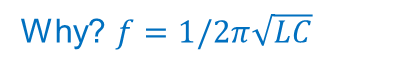 Why? f = 1/2π√LC